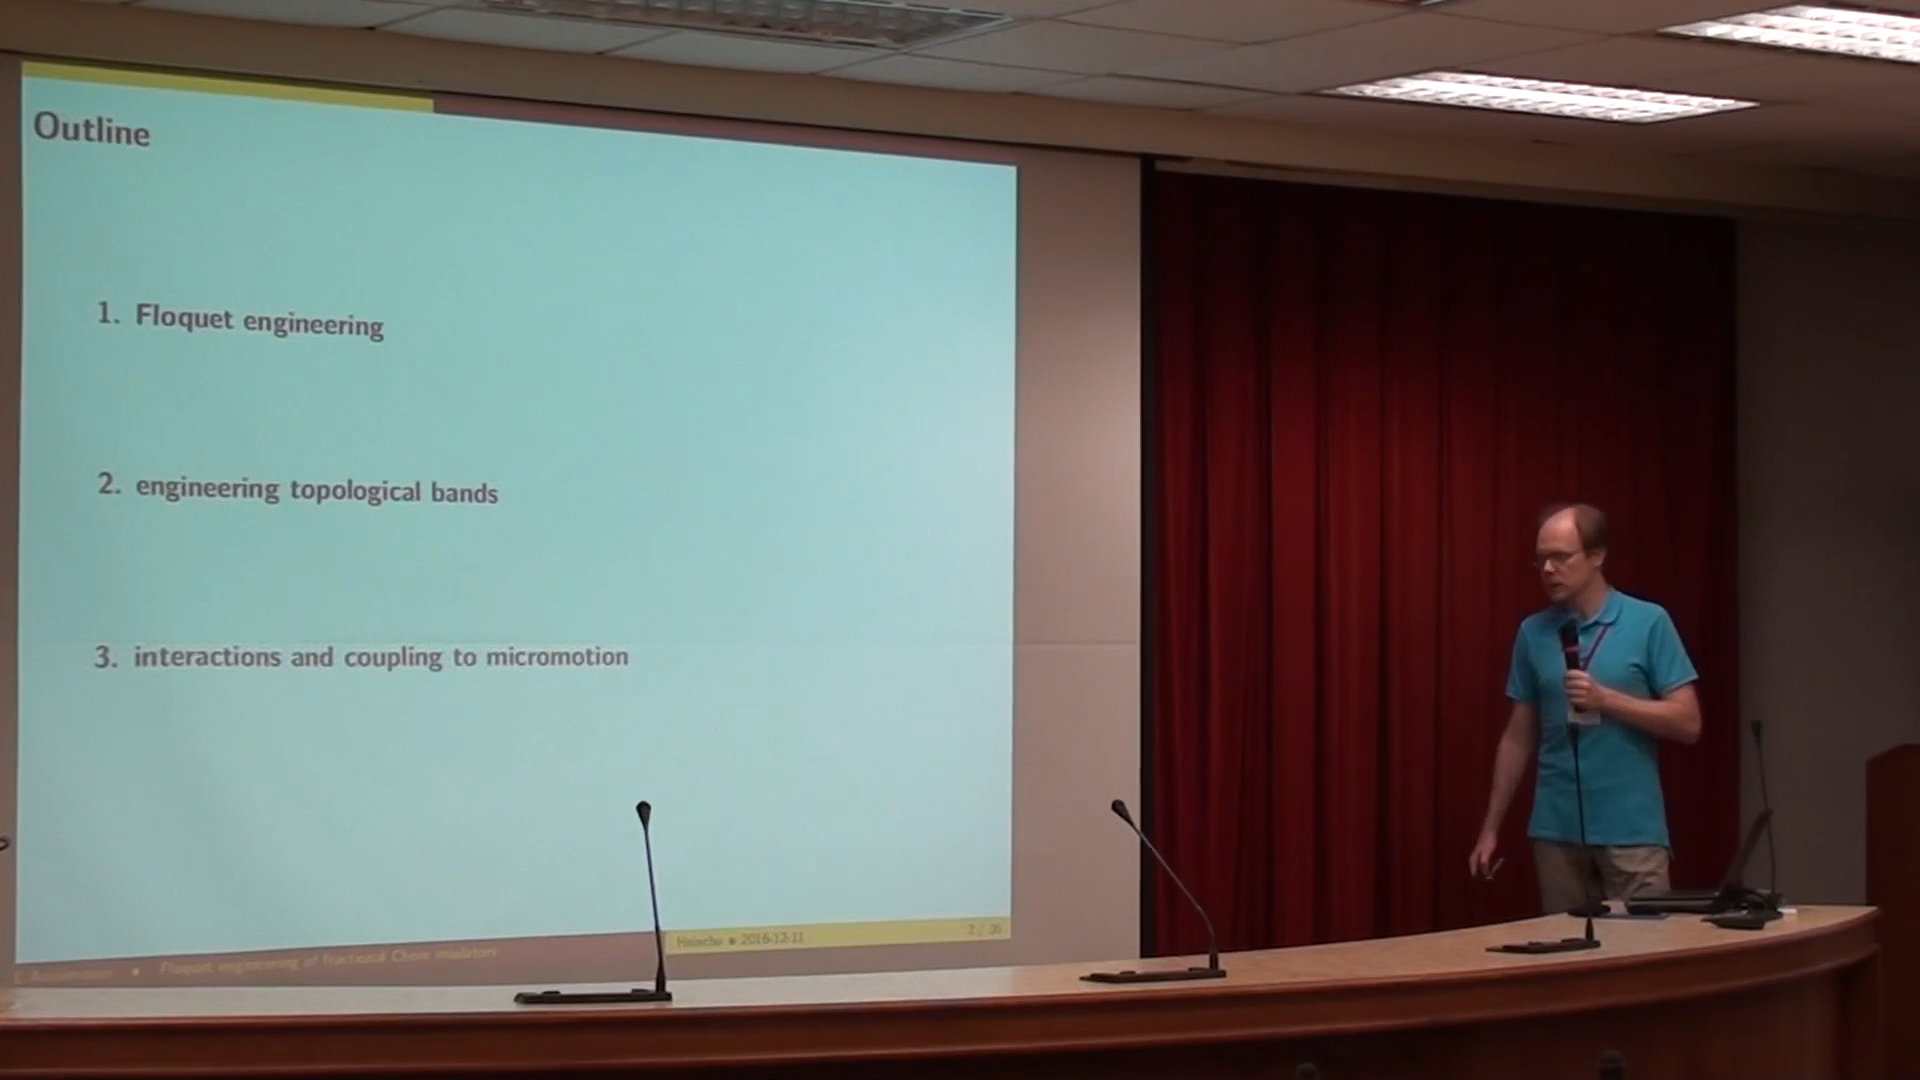 Outline
1. Floquet engineering
2. engineering topological bands
3. interactions and coupling to micromotion
Hsinchu • 2016-12-11
2 / 36
• Floquet engineering of fractional Chern insulators